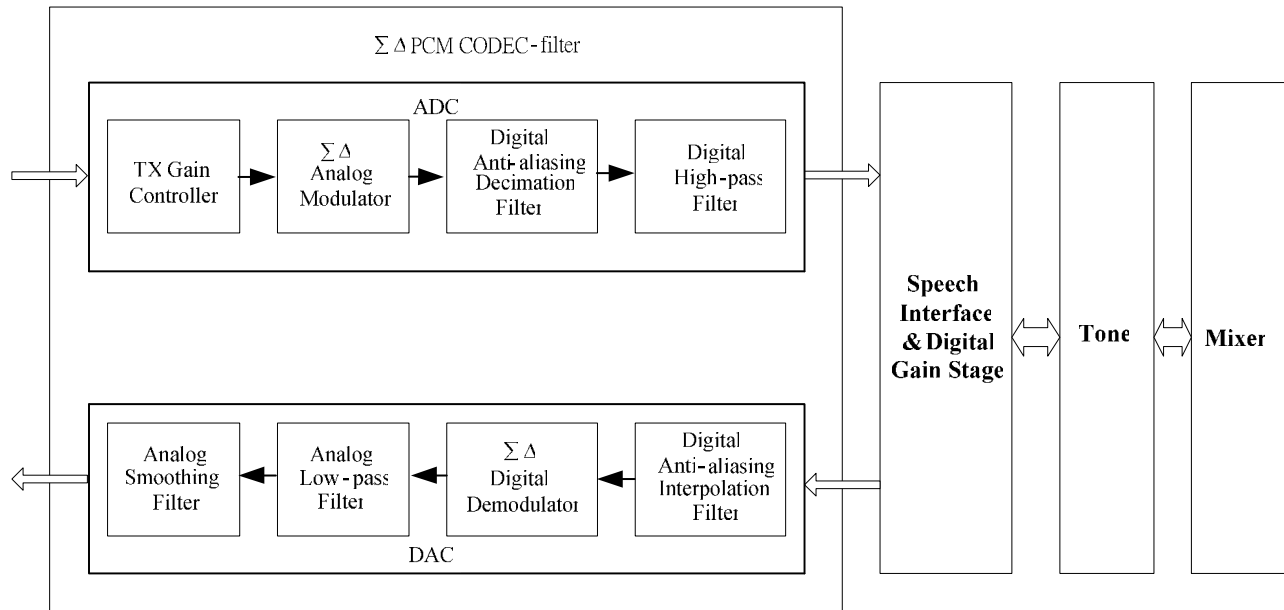 ∑ Δ PCM CODEC-filter
ADC
TX Gain
Controller
∑ Δ
Analog
Modulator
Digital
Anti-aliasing
Decimation
Filter
Digital
High-pass
Filter
Speech
Interface
& Digital
Gain Stage
Tone
Mixer
Analog
Smoothing
Filter
Analog
Low-pass
Filter
∑ Δ
Digital
Demodulator
Digital
Anti-aliasing
Interpolation
Filter
DAC